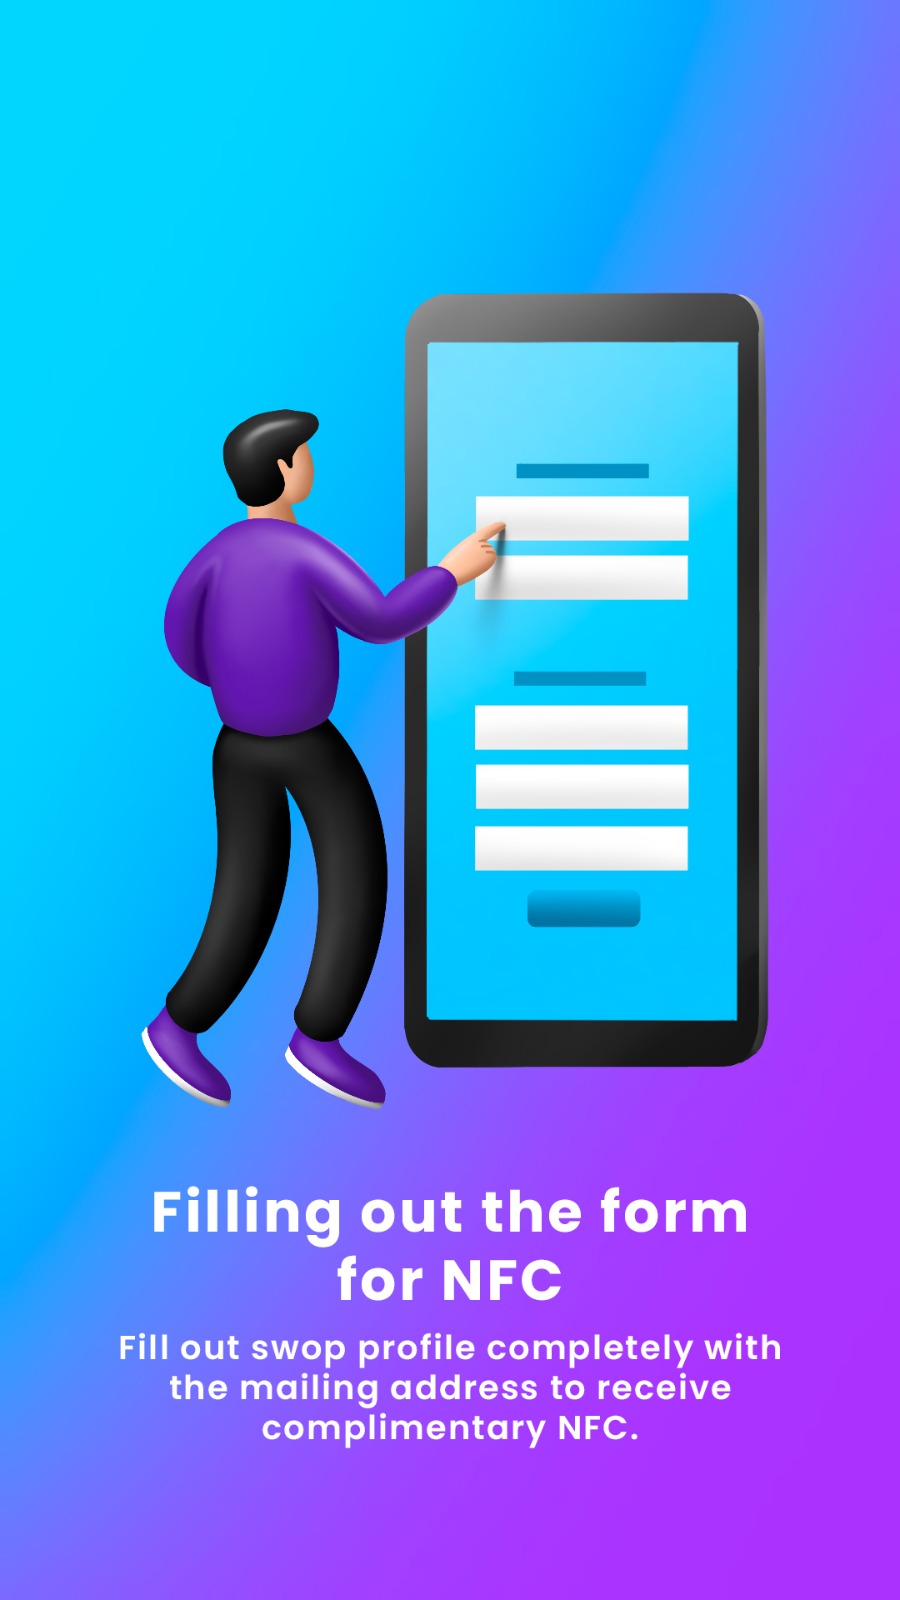 Filling out the form
for NFC
Fill out swop profile completely with
the mailing address to receive
complimentary NFC.